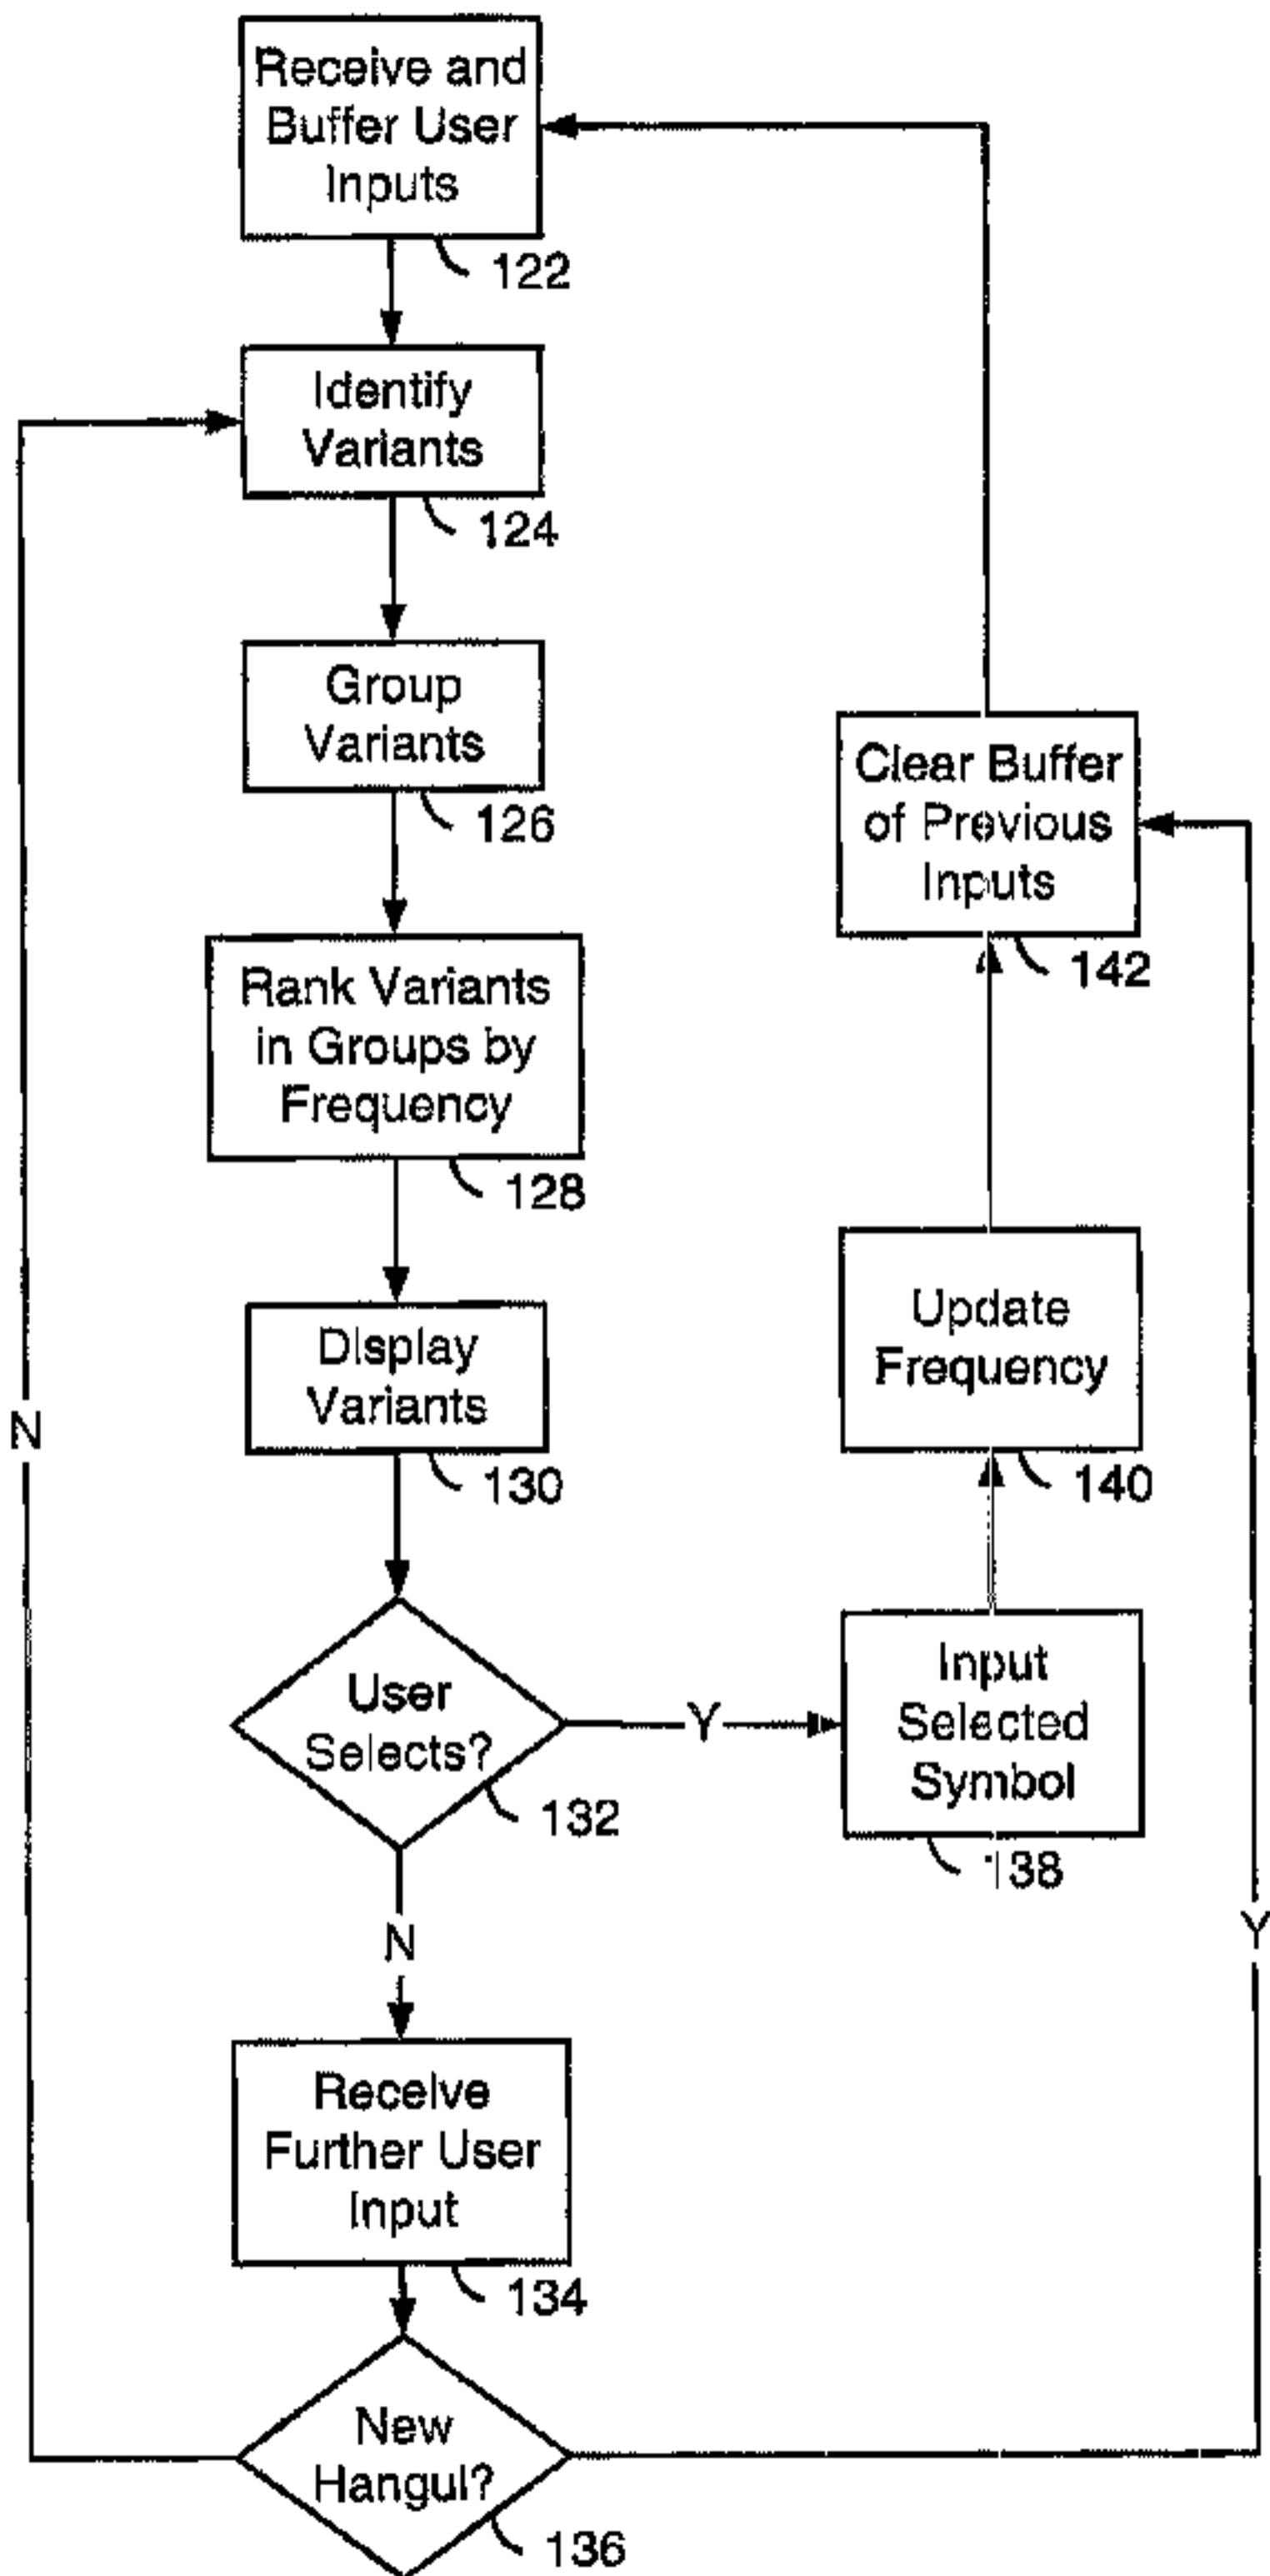 Receive and
Buffer User
Inputs
122
Identify
Variants
124
Group
Variants
126
Clear Buffer
of Previous
Inputs
142
Rank Variants
in Groups by
Frequency
128
Update
Frequency
140
Display
Variants
130
N
User
Selects?
132
Y
Input
Selected
Symbol
138
N
Y
Receive
Further User
Input
134
New
Hangul?
136